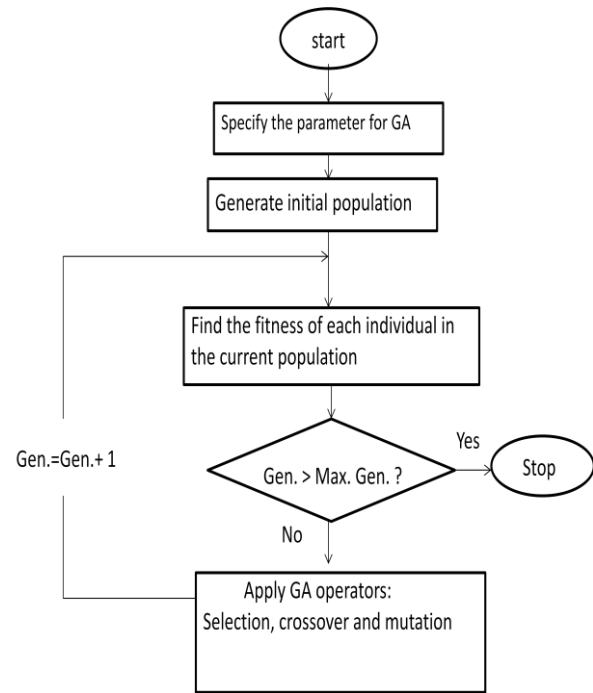 start
Specify the parameter for GA
Generate initial population
Find the fitness of each individual in
the current population
Gen.=Gen.+ 1
Gen. > Max. Gen. ?
Yes
Stop
No
Apply GA operators:
Selection, crossover and mutation